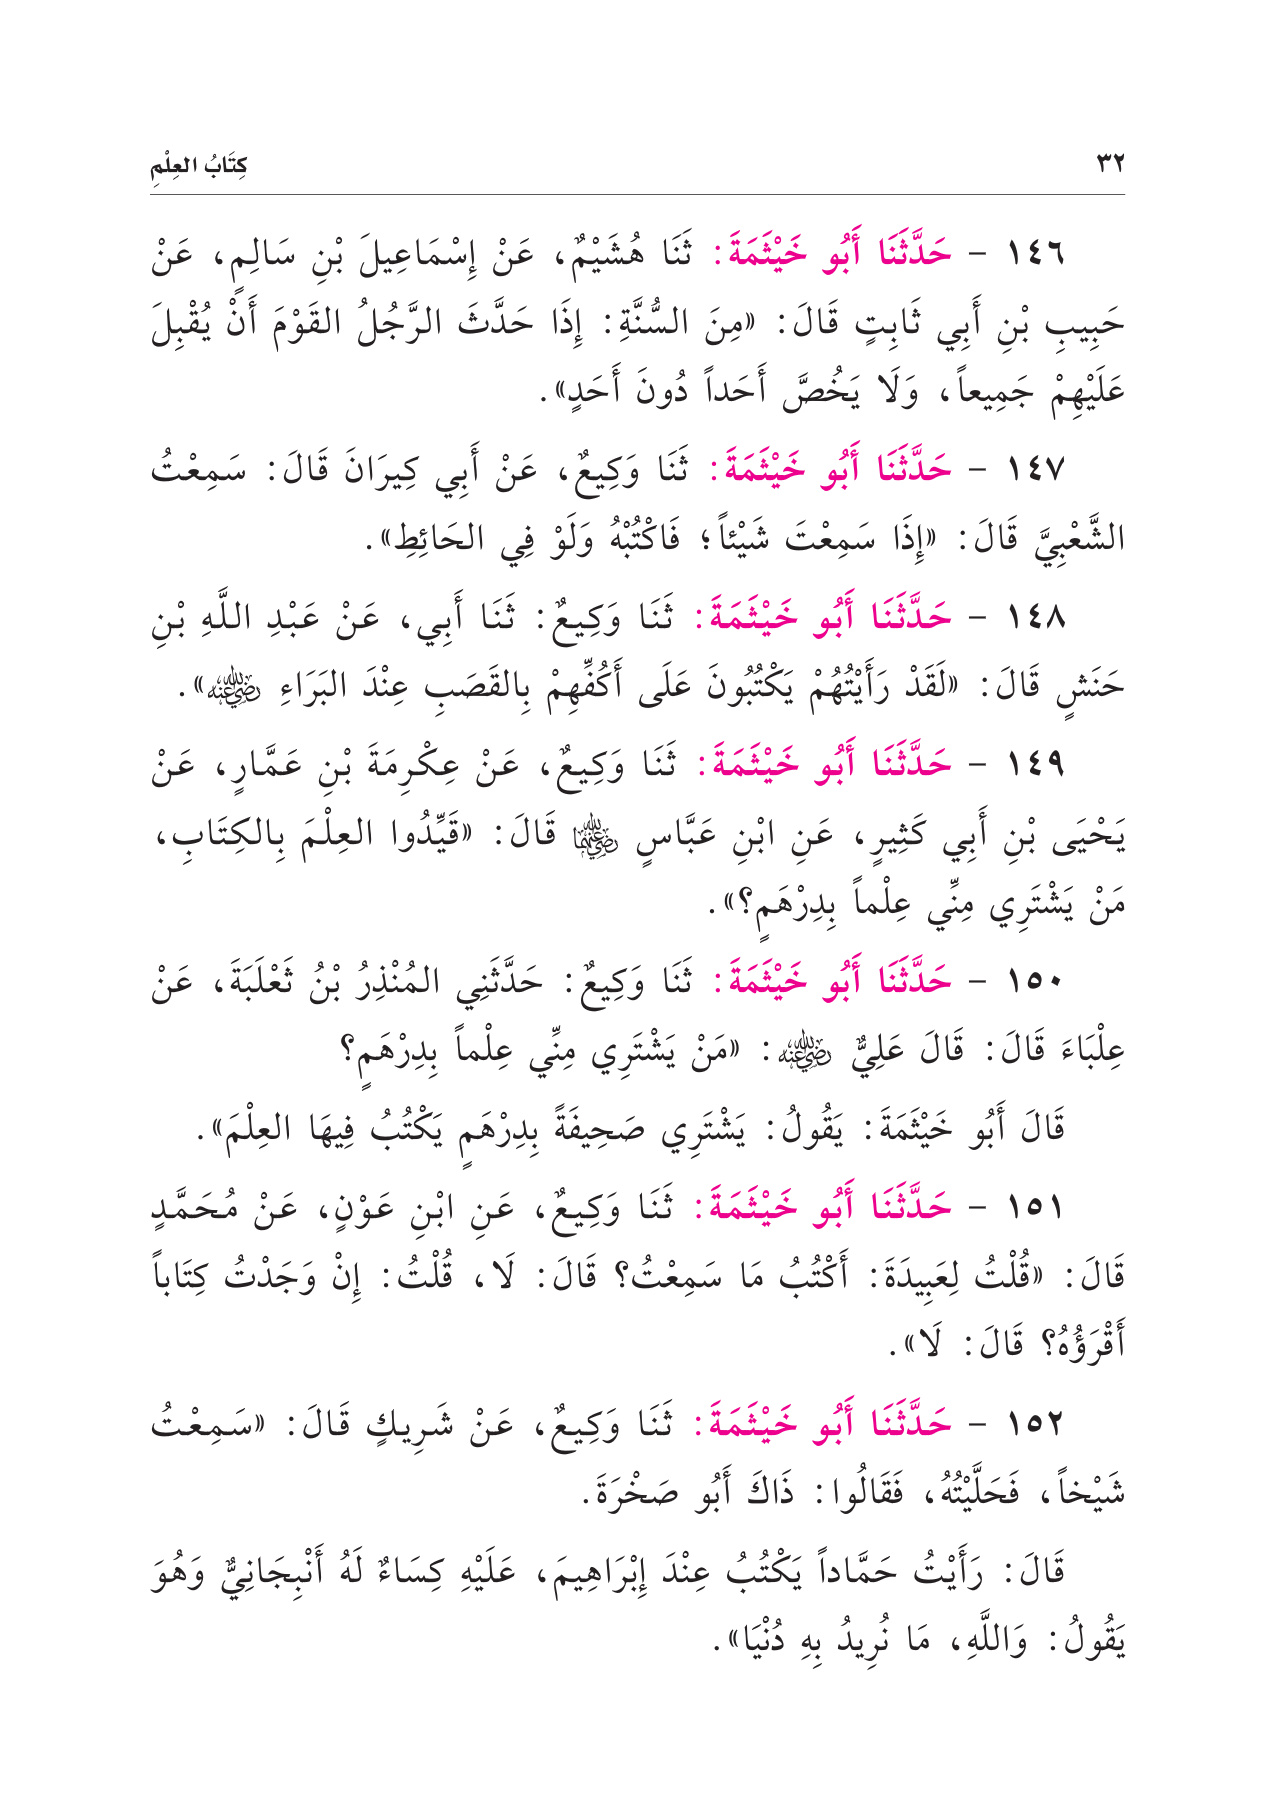 ٣٢ كِتَابُ العِلْمِ
١٤٦ - حَدَّثَنَا أَبُو خَيْثَمَةَ: ثَنَا هُشَيْمٌ، عَنْ إِسْمَاعِيلَ بْنِ سَالِمٍ، عَنْ
حَبِيبِ بْنِ أَبِي ثَابِتٍ قَالَ: «مِنَ السُّنَّةِ: إِذَا حَدَّثَ الرَّجُلُ القَوْمَ أَنْ يُقْبِلَ
عَلَيْهِمْ جَمِيعاً، وَلَا يَخُصَّ أَحَداً دُونَ أَحَدٍ».
١٤٧ - حَدَّثَنَا أَبُو خَيْثَمَةَ: ثَنَا وَكِيعٌ، عَنْ أَبِي كِيرَانَ قَالَ: سَمِعْتُ
الشَّعْبِيَّ قَالَ: «إِذَا سَمِعْتَ شَيْئاً؛ فَاكْتُبْهُ وَلَوْ فِي الحَائِطِ».
١٤٨ - حَدَّثَنَا أَبُو خَيْثَمَةَ: ثَنَا وَكِيعٌ: ثَنَا أَبِي، عَنْ عَبْدِ اللَّهِ بْنِ
حَنَشٍ قَالَ: «لَقَدْ رَأَيْتُهُمْ يَكْتُبُونَ عَلَى أَكُفِّهِمْ بِالقَصَبِ عِنْدَ البَرَاءِ رضي الله عنه».
١٤٩ - حَدَّثَنَا أَبُو خَيْثَمَةَ: ثَنَا وَكِيعٌ، عَنْ عِكْرِمَةَ بْنِ عَمَّارٍ، عَنْ
يَحْيَى بْنِ أَبِي كَثِيرٍ، عَنِ ابْنِ عَبَّاسٍ رضي الله عنهما قَالَ: «قَيِّدُوا العِلْمَ بِالكِتَابِ،
مَنْ يَشْتَرِي مِنِّي عِلْماً بِدِرْهَمٍ؟».
١٥٠ - حَدَّثَنَا أَبُو خَيْثَمَةَ: ثَنَا وَكِيعٌ: حَدَّثَنِي المُنْذِرُ بْنُ ثَعْلَبَةَ، عَنْ
عِلْبَاءَ قَالَ: قَالَ عَلِيٌّ رضي الله عنه: «مَنْ يَشْتَرِي مِنِّي عِلْماً بِدِرْهَمٍ؟
قَالَ أَبُو خَيْثَمَةَ: يَقُولُ: يَشْتَرِي صَحِيفَةً بِدِرْهَمٍ يَكْتُبُ فِيهَا العِلْمَ».
١٥١ - حَدَّثَنَا أَبُو خَيْثَمَةَ: ثَنَا وَكِيعٌ، عَنِ ابْنِ عَوْنٍ، عَنْ مُحَمَّدٍ
قَالَ: «قُلْتُ لِعَبِيدَةَ: أَكْتُبُ مَا سَمِعْتُ؟ قَالَ: لَا، قُلْتُ: إِنْ وَجَدْتُ كِتَاباً
أَقْرَؤُهُ؟ قَالَ: لَا».
١٥٢ - حَدَّثَنَا أَبُو خَيْثَمَةَ: ثَنَا وَكِيعٌ، عَنْ شَرِيكٍ قَالَ: «سَمِعْتُ
شَيْخاً، فَحَلَّيْتُهُ، فَقَالُوا: ذَاكَ أَبُو صَخْرَةَ.
قَالَ: رَأَيْتُ حَمَّاداً يَكْتُبُ عِنْدَ إِبْرَاهِيمَ، عَلَيْهِ كِسَاءٌ لَهُ أَنْبِجَانِيٌّ وَهُوَ
يَقُولُ: وَاللَّهِ، مَا نُرِيدُ بِهِ دُنْيَا».